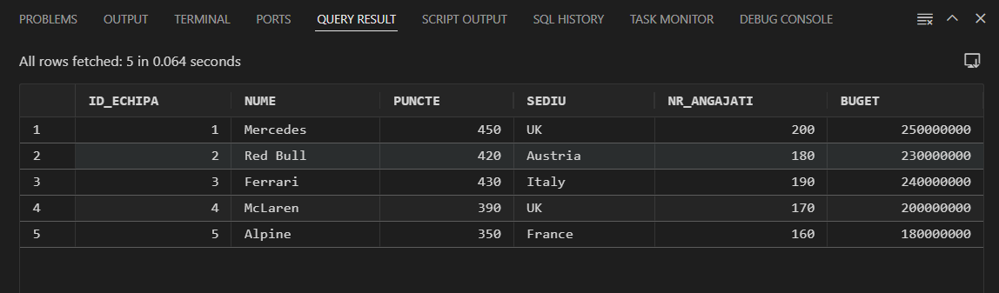 PROBLEMS OUTPUT TERMINAL PORTS QUERY RESULT SCRIPT OUTPUT SQL HISTORY TASK MONITOR DEBUG CONSOLE
All rows fetched: 5 in 0.064 seconds
ID_ECHIPA NUME PUNCTE SEDIU NR_ANGAJATI BUGET
1 1 Mercedes 450 UK 200 250000000
2 2 Red Bull 420 Austria 180 230000000
3 3 Ferrari 430 Italy 190 240000000
4 4 McLaren 390 UK 170 200000000
5 5 Alpine 350 France 160 180000000